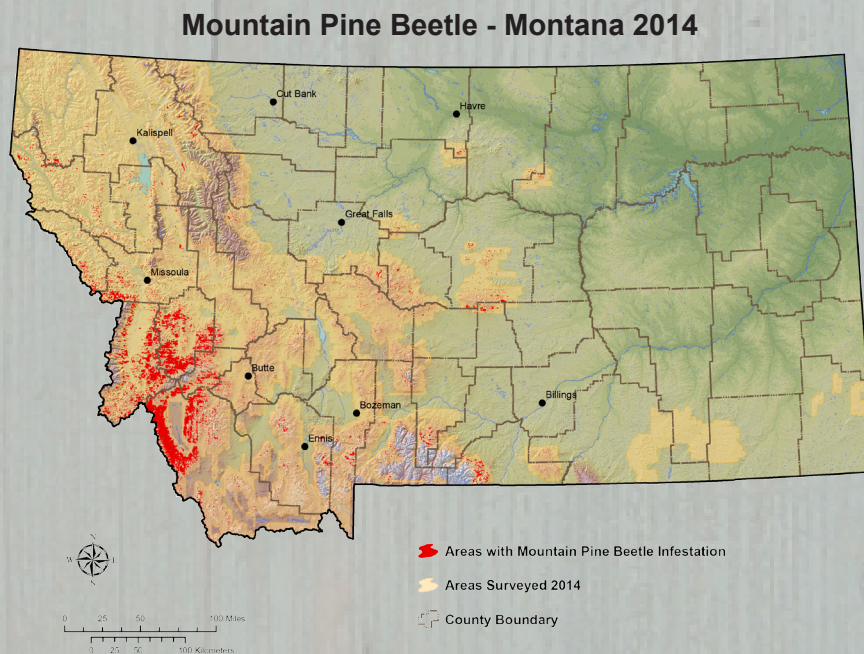 Mountain Pine Beetle - Montana 2014
Cut Bank
Havre
Kalispell
Great Falls
Missoula
Butte
Billings
Bozeman
Ennis
Areas with Mountain Pine Beetle Infestation
Areas Surveyed 2014
County Boundary
N
W E
S
0 25 50 100 Miles
0 25 50 100 Kilometers